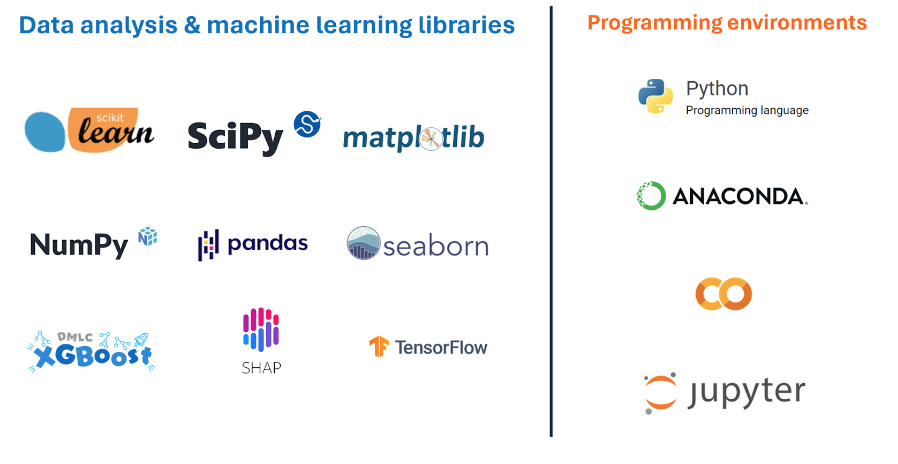 Data analysis & machine learning libraries
Programming environments
scikit
learn
SciPy
matplotlib
NumPy
pandas
seaborn
DMLC
XGBoost
SHAP
TensorFlow
Python
Programming language
ANACONDA.
CO
jupyter